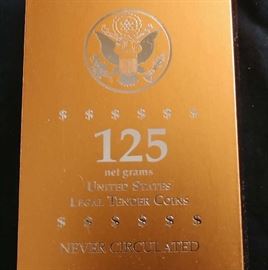 $ $ $ $ $ $
125
net grams
UNITED STATES
LEGAL TENDER COINS
$ $ $ $ $ $
NEVER CIRCULATED